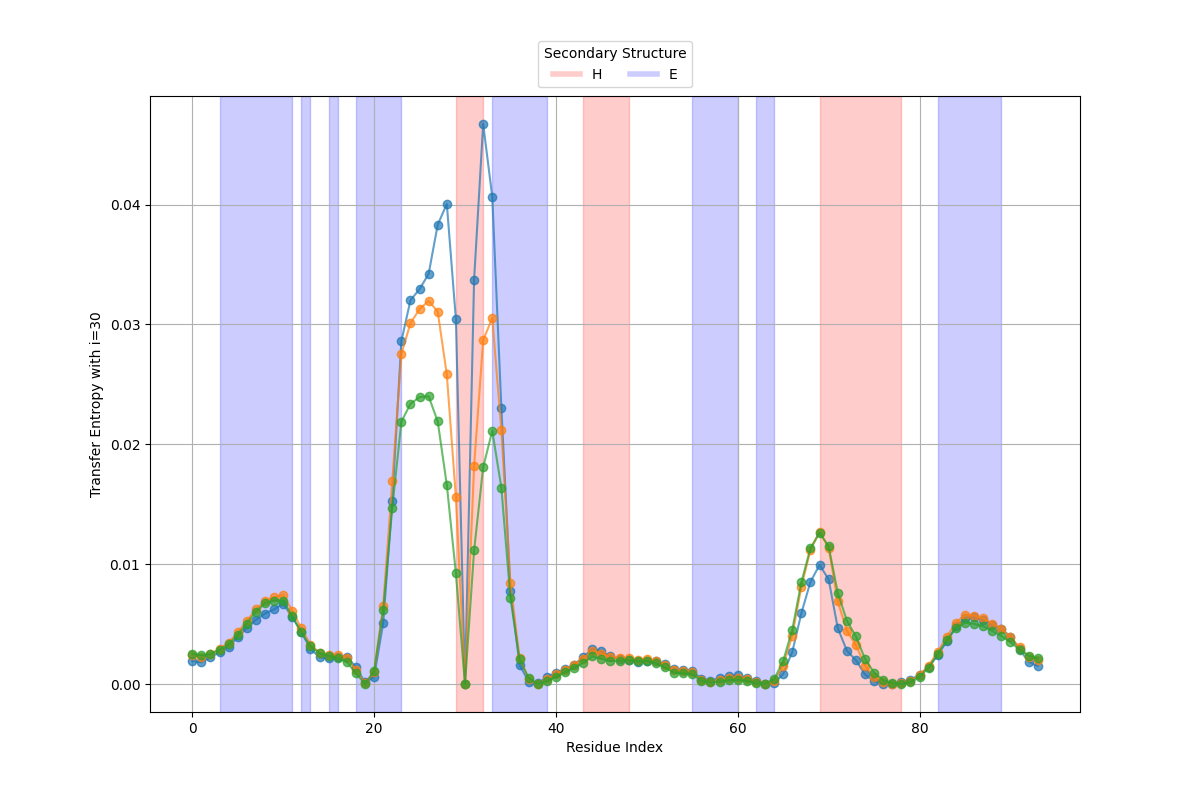 Secondary Structure
H E
0.04
0.03
0.02
0.01
0.00
Transfer Entropy with i=30
0 20 40 60 80
Residue Index